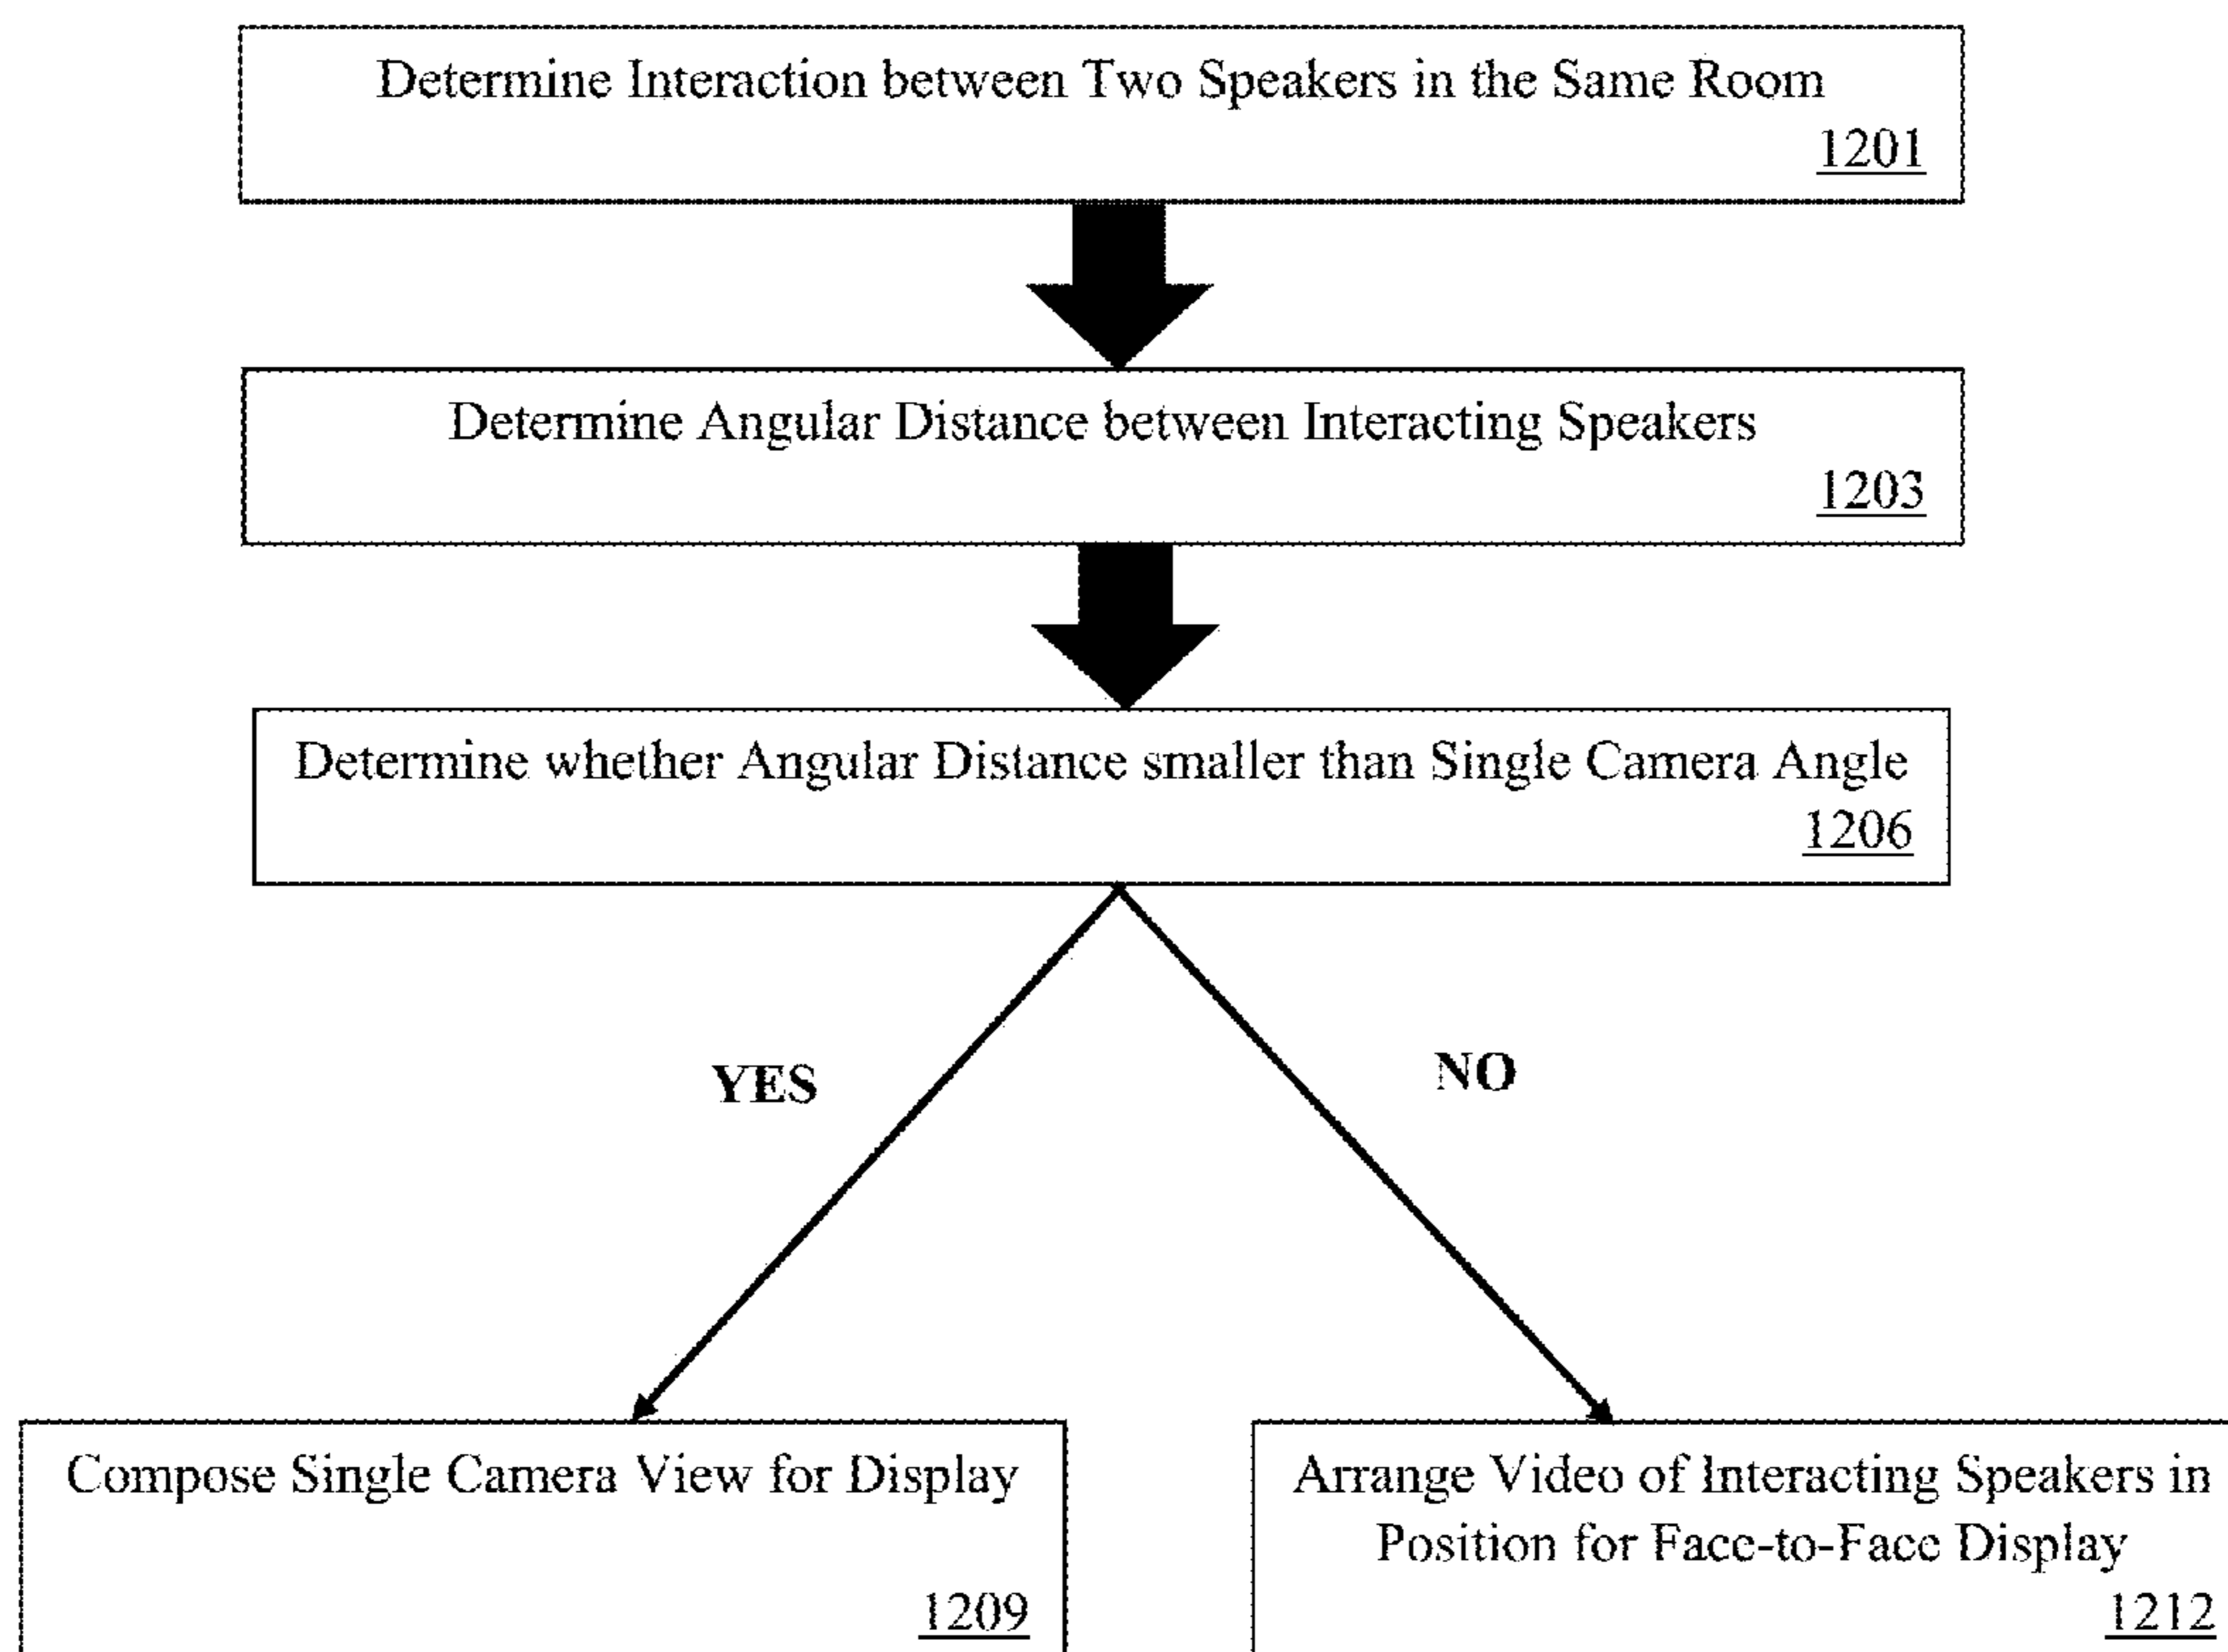 Determine Interaction between Two Speakers in the Same Room
1201
Determine Angular Distance between Interacting Speakers
1203
Determine whether Angular Distance smaller than Single Camera Angle
1206
YES
NO
Compose Single Camera View for Display
1209
Arrange Video of Interacting Speakers in
Position for Face-to-Face Display
1212